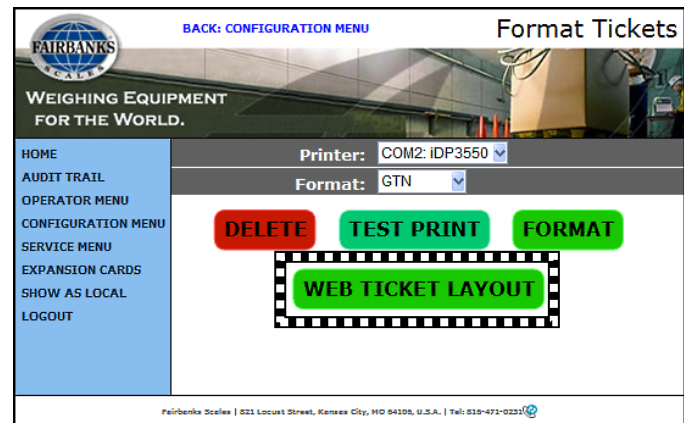 BACK: CONFIGURATION MENU
Format Tickets
FAIRBANKS
SCALES
WEIGHING EQUIPMENT
FOR THE WORLD.
HOME
AUDIT TRAIL
OPERATOR MENU
CONFIGURATION MENU
SERVICE MENU
EXPANSION CARDS
SHOW AS LOCAL
LOGOUT
Printer: COM2: iDP3550
Format: GTN
DELETE TEST PRINT FORMAT
WEB TICKET LAYOUT
Fairbanks Scales | 821 Locust Street, Kansas City, MO 64106, U.S.A. | Tel: 816-471-0231